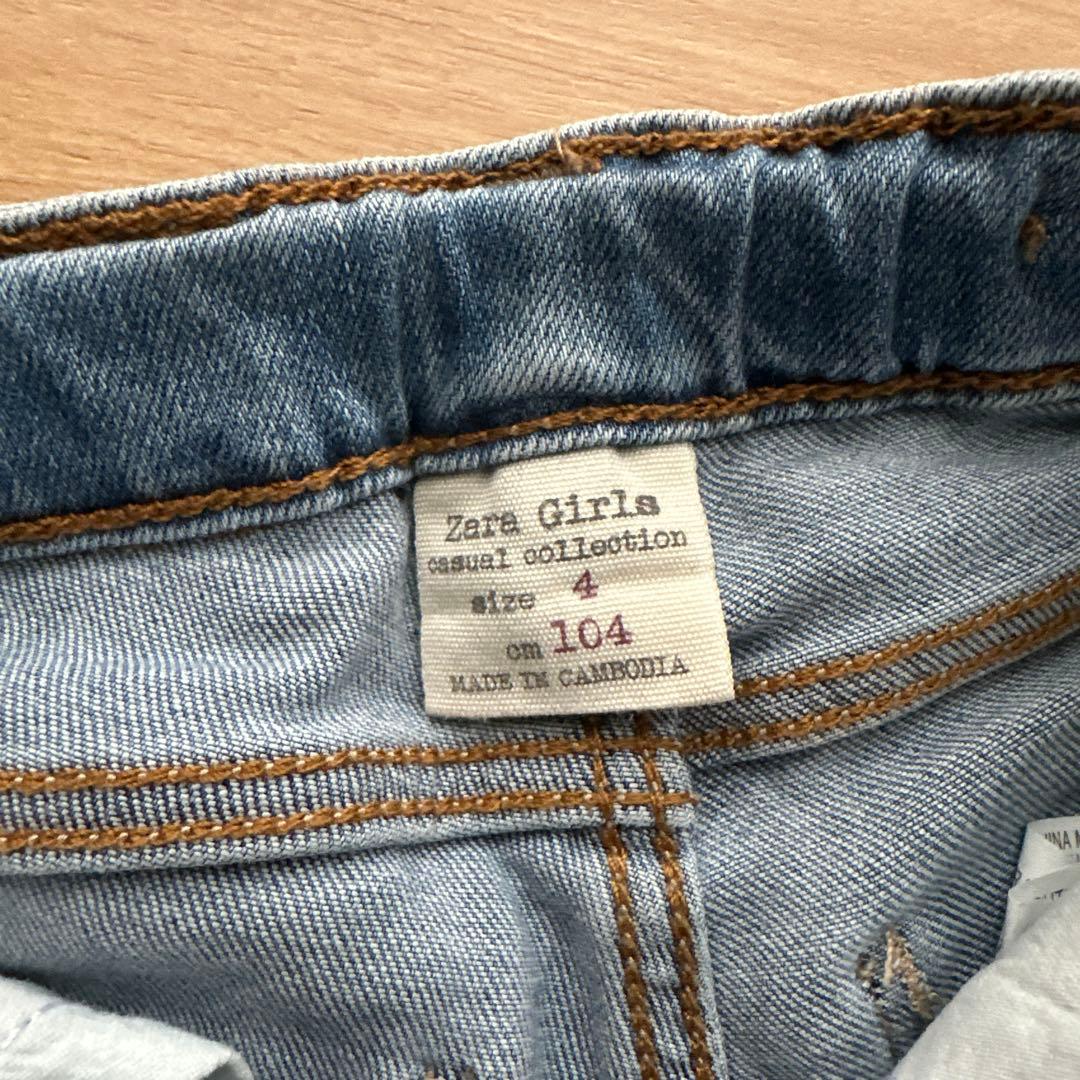 Zara Girls
casual collection
size 4
cm 104
MADE IN CAMBODIA